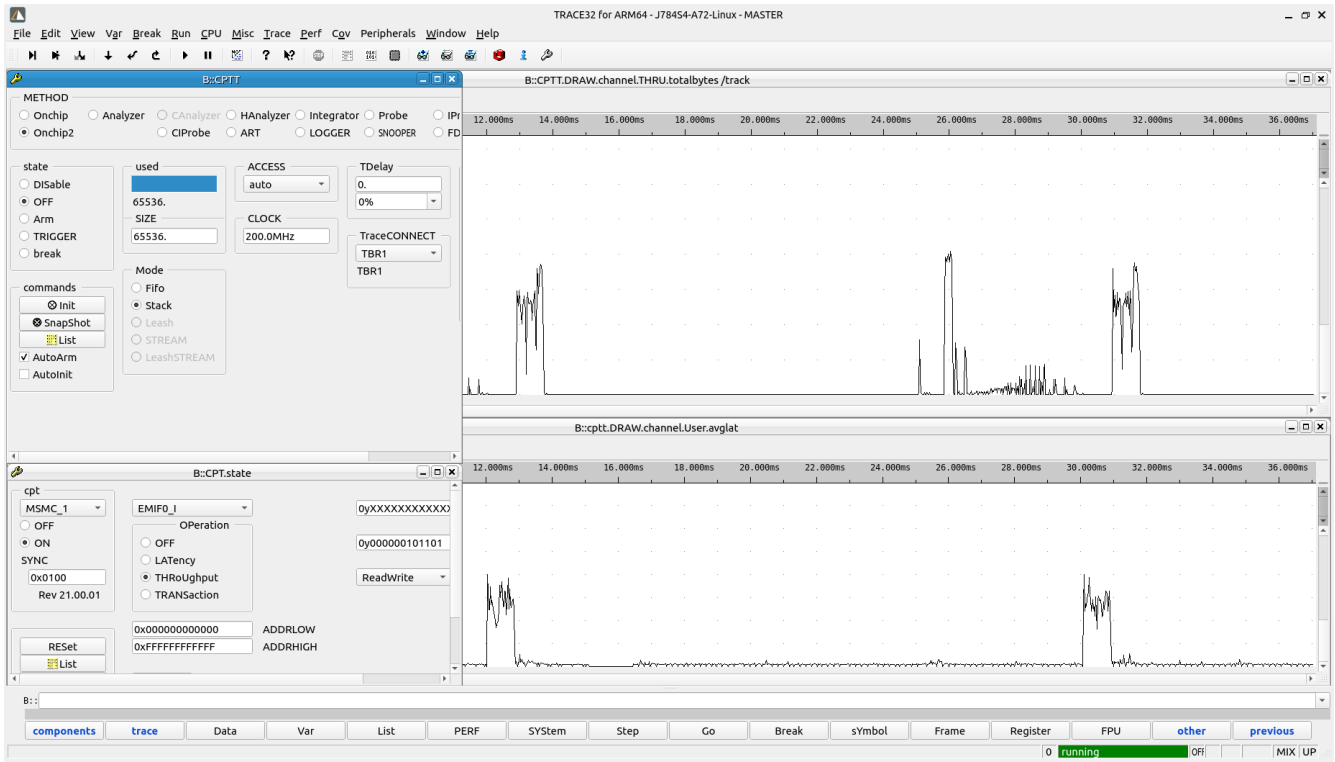 TRACE32 for ARM64 - J784S4-A72-Linux - MASTER
File Edit View Var Break Run CPU Misc Trace Perf Cov Peripherals Window Help
B::CPTT
METHOD
Onchip Analyzer CAnalyzer HAnalyzer Integrator Probe IPr
Onchip2 CIProbe ART LOGGER SNOOPER FD
state
DISable
OFF
Arm
TRIGGER
break
used
65536.
SIZE
65536.
ACCESS
auto
CLOCK
200.0MHz
TDelay
0.
0%
TraceCONNECT
TBR1
TBR1
commands
Init
SnapShot
List
AutoArm
AutoInit
Mode
Fifo
Stack
Leash
STREAM
LeashSTREAM
B::CPTT.DRAW.channel.THRU.totalbytes /track
12.000ms 14.000ms 16.000ms 18.000ms 20.000ms 22.000ms 24.000ms 26.000ms 28.000ms 30.000ms 32.000ms 34.000ms 36.000ms
B::cptt.DRAW.channel.User.avglat
12.000ms 14.000ms 16.000ms 18.000ms 20.000ms 22.000ms 24.000ms 26.000ms 28.000ms 30.000ms 32.000ms 34.000ms 36.000ms
B::CPT.state
cpt
MSMC_1
OFF
ON
SYNC
0x0100
Rev 21.00.01
RESet
List
EMIF0_I
OPeration
OFF
LATency
THRoUghput
TRANSaction
0x000000000000 ADDRLOW
0xFFFFFFFFFFFF ADDRHIGH
0yXXXXXXXXXXXX
0y000000101101
ReadWrite
B::
components trace Data Var List PERF SYStem Step Go Break sYmbol Frame Register FPU other previous
0 running OFF MIX UP